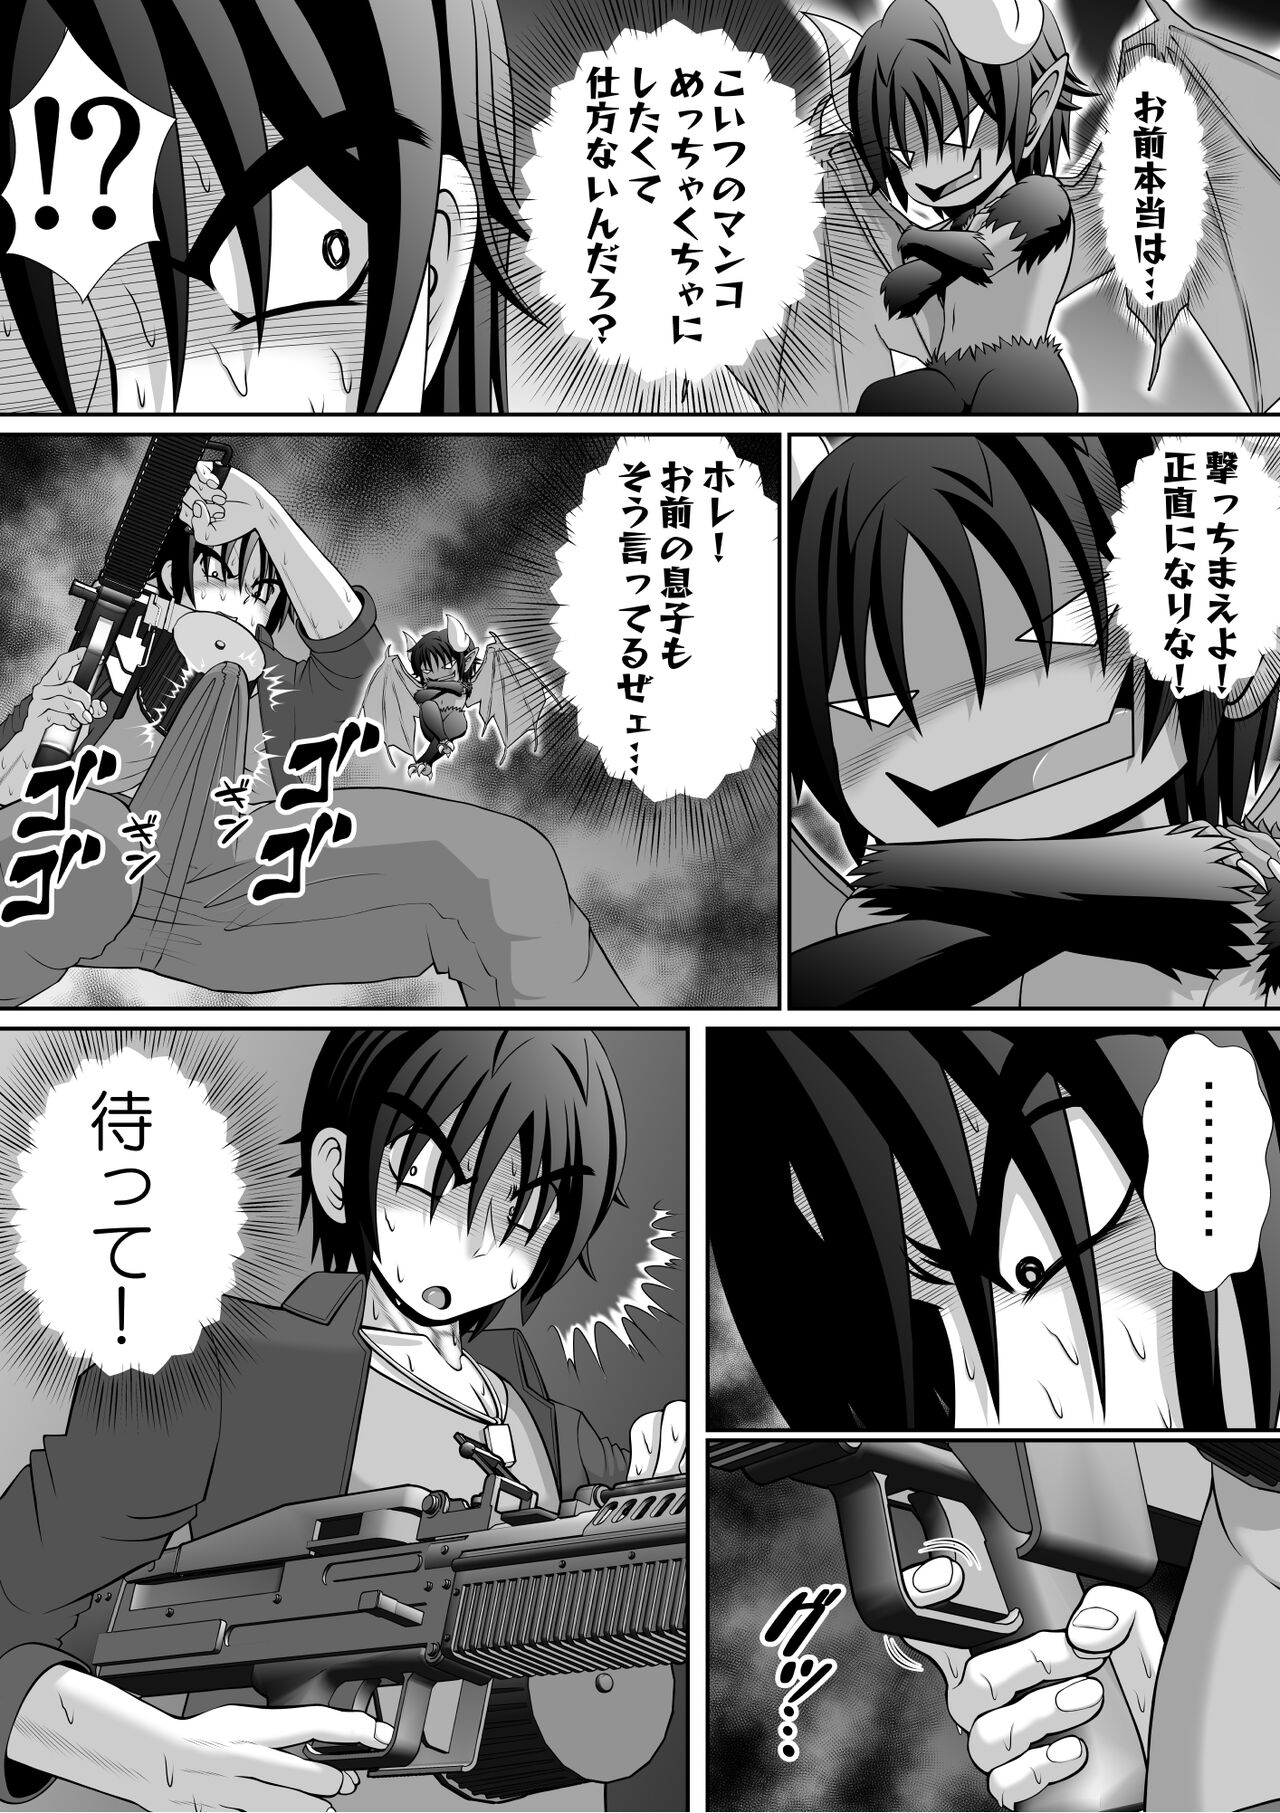 お前本当は…
こいつのマンコ
めっちゃくちゃに
したくて
仕方ないんだろ？
！？
撃っちまえよ！
正直になりな！
ホレ！
お前の息子も
そう言ってるぜェ…
ゴゴ
ギンギン
ゴゴ
………
グッ…
待って！